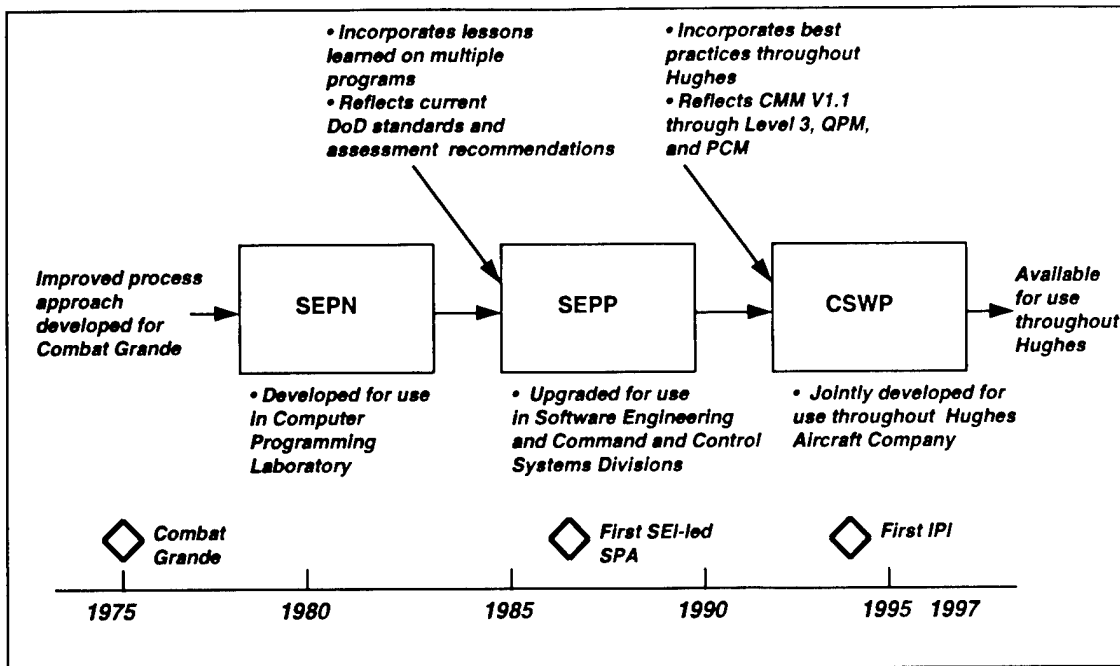 • Incorporates lessons
learned on multiple
programs
• Reflects current
DoD standards and
assessment recommendations
• Incorporates best
practices throughout
Hughes
• Reflects CMM V1.1
through Level 3, QPM,
and PCM
Improved process
approach
developed for
Combat Grande
SEPN
SEPP
CSWP
Available
for use
throughout
Hughes
• Developed for use
in Computer
Programming
Laboratory
• Upgraded for use
in Software Engineering
and Command and Control
Systems Divisions
• Jointly developed for
use throughout Hughes
Aircraft Company
Combat
Grande
First SEI-led
SPA
First IPI
1975
1980
1985
1990
1995
1997